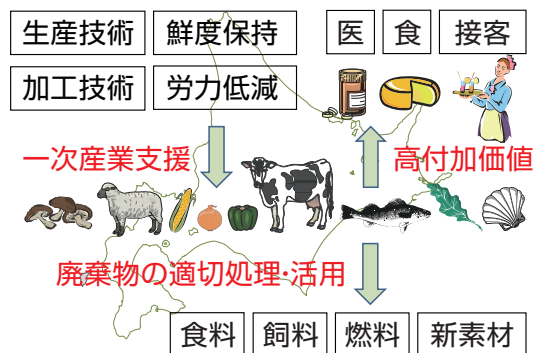 生産技術 鮮度保持 医 食 接客
加工技術 労力低減
一次産業支援 高付加価値
廃棄物の適切処理・活用
食料 飼料 燃料 新素材